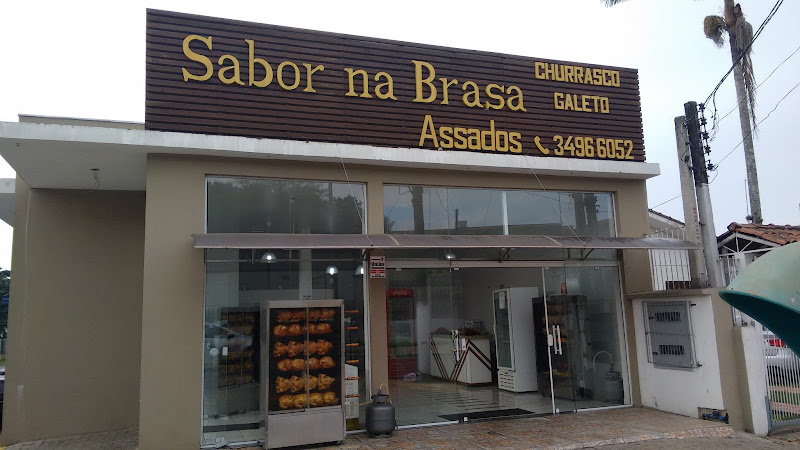 Sabor na Brasa
CHURRASCO
GALETO
Assados
3496 6052